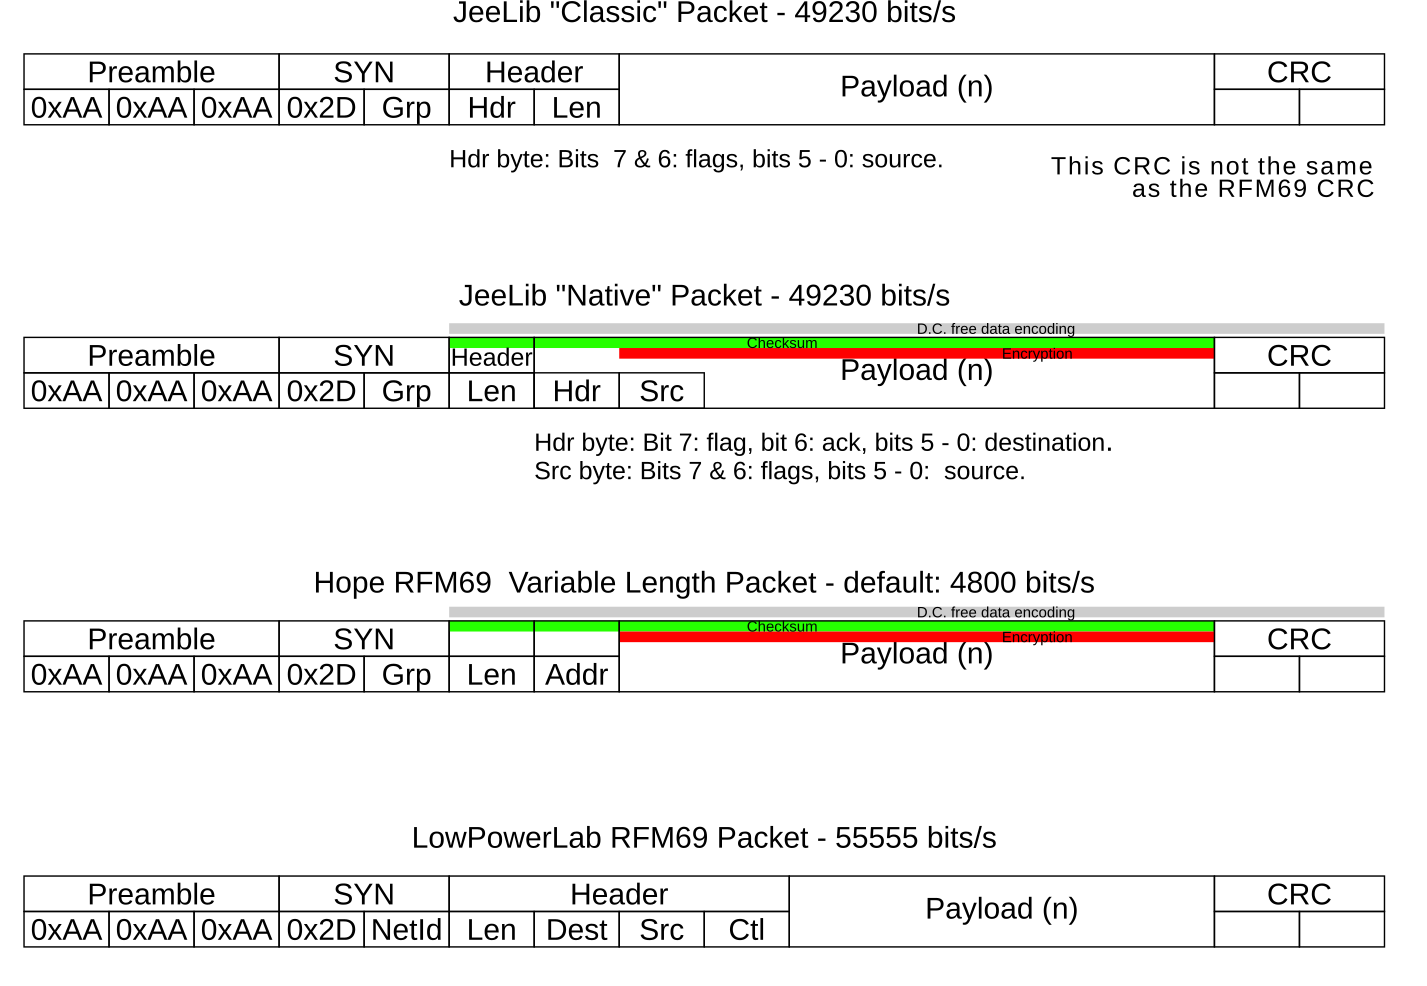 JeeLib "Classic" Packet - 49230 bits/s
Preamble SYN Header Payload (n) CRC
0xAA 0xAA 0xAA 0x2D Grp Hdr Len
Hdr byte: Bits  7 & 6: flags, bits 5 - 0: source.
This CRC is not the same
as the RFM69 CRC
JeeLib "Native" Packet - 49230 bits/s
D.C. free data encoding
Checksum
Encryption
Preamble SYN Header Payload (n) CRC
0xAA 0xAA 0xAA 0x2D Grp Len Hdr Src
Hdr byte: Bit 7: flag, bit 6: ack, bits 5 - 0: destination.
Src byte: Bits 7 & 6: flags, bits 5 - 0:  source.
Hope RFM69  Variable Length Packet - default: 4800 bits/s
D.C. free data encoding
Checksum
Encryption
Preamble SYN Payload (n) CRC
0xAA 0xAA 0xAA 0x2D Grp Len Addr
LowPowerLab RFM69 Packet - 55555 bits/s
Preamble SYN Header Payload (n) CRC
0xAA 0xAA 0xAA 0x2D NetId Len Dest Src Ctl